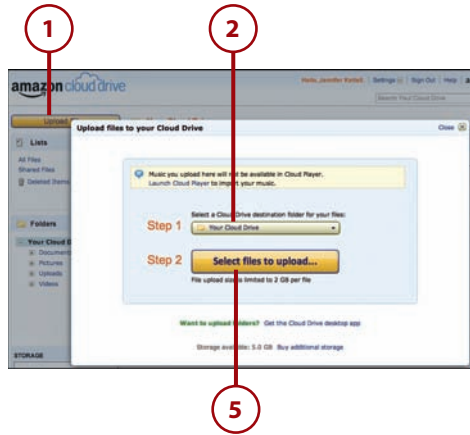 1
2
amazon cloud drive
Hello, Jennifer Kettell
Settings
Sign Out
Help
Search Your Cloud Drive
Upload
Upload files to your Cloud Drive
Close
Lists
All Files
Shared Files
Deleted Items
Music you upload here will not be available in Cloud Player.
Launch Cloud Player to import your music.
Select a Cloud Drive destination folder for your files:
Step 1
Your Cloud Drive
Step 2
Select files to upload...
File upload size is limited to 2 GB per file
Folders
Your Cloud D
Document
Pictures
Uploads
Videos
Want to upload folders? Get the Cloud Drive desktop app
Storage available: 5.0 GB Buy additional storage
STORAGE
5